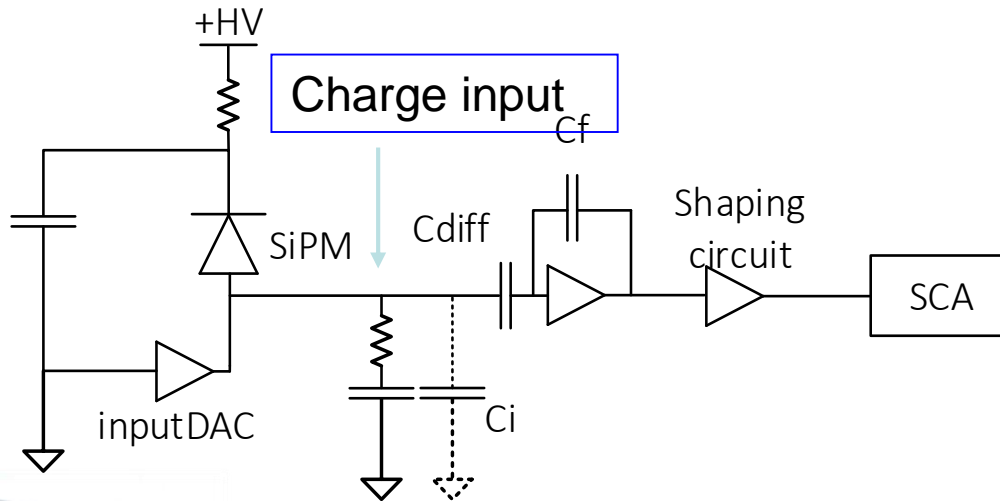 +HV
Charge input
Cf
Cdiff
SiPM
Shaping
circuit
SCA
inputDAC
Ci